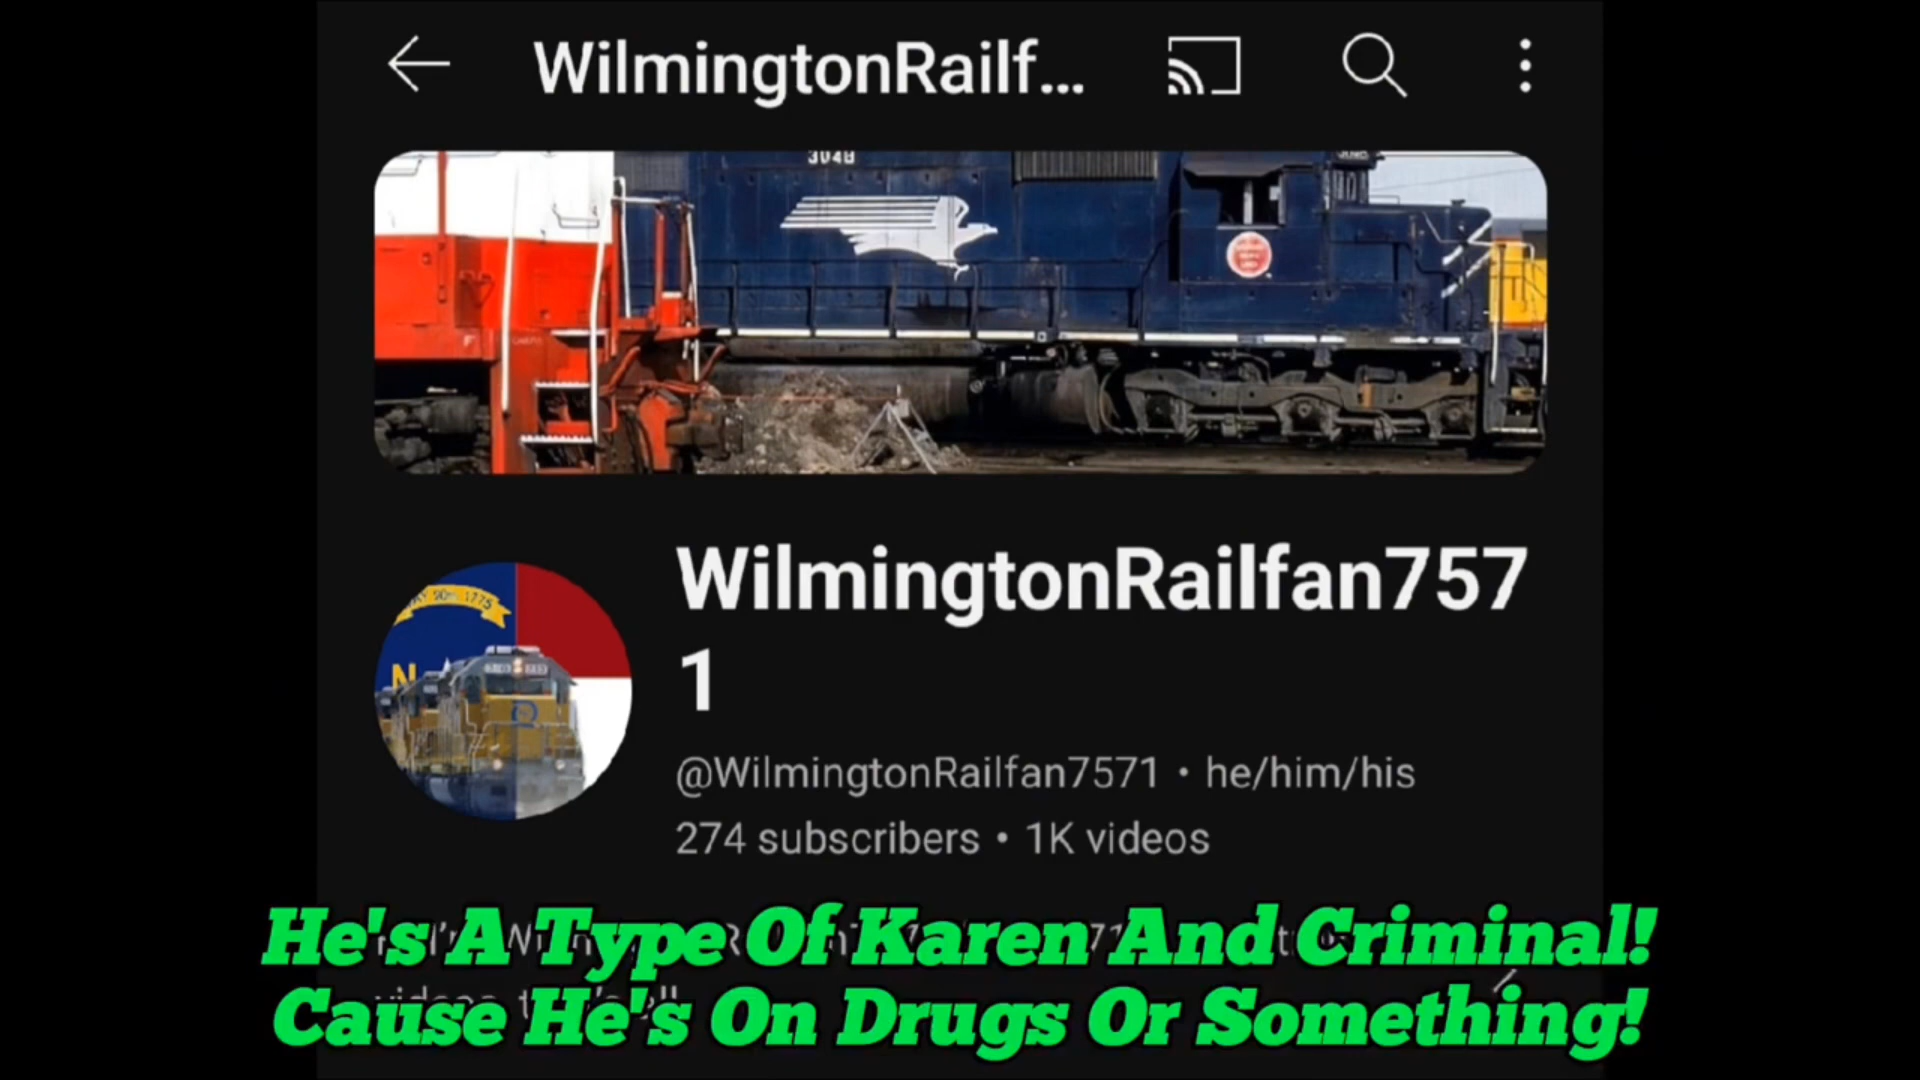 WilmingtonRailf...
3048
WilmingtonRailfan757
1
@WilmingtonRailfan7571 • he/him/his
274 subscribers • 1K videos
He's A Type Of Karen And Criminal!
Cause He's On Drugs Or Something!